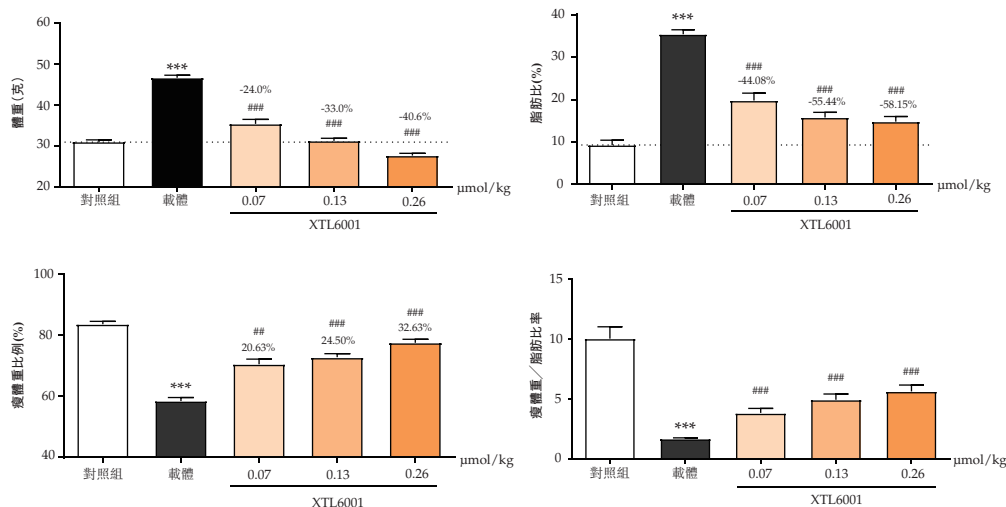 體重(克)
60
50
40
30
20
***
-24.0%
###
-33.0%
###
-40.6%
###
對照組
載體
0.07
0.13
0.26
μmol/kg
XTL6001
脂肪比(%)
40
30
20
10
0
***
###
-44.08%
###
-55.44%
###
-58.15%
對照組
載體
0.07
0.13
0.26
μmol/kg
XTL6001
瘦體重比例(%)
100
80
60
40
***
##
20.63%
###
24.50%
###
32.63%
對照組
載體
0.07
0.13
0.26
μmol/kg
XTL6001
瘦體重／脂肪比率
15
10
5
0
***
###
###
###
對照組
載體
0.07
0.13
0.26
μmol/kg
XTL6001